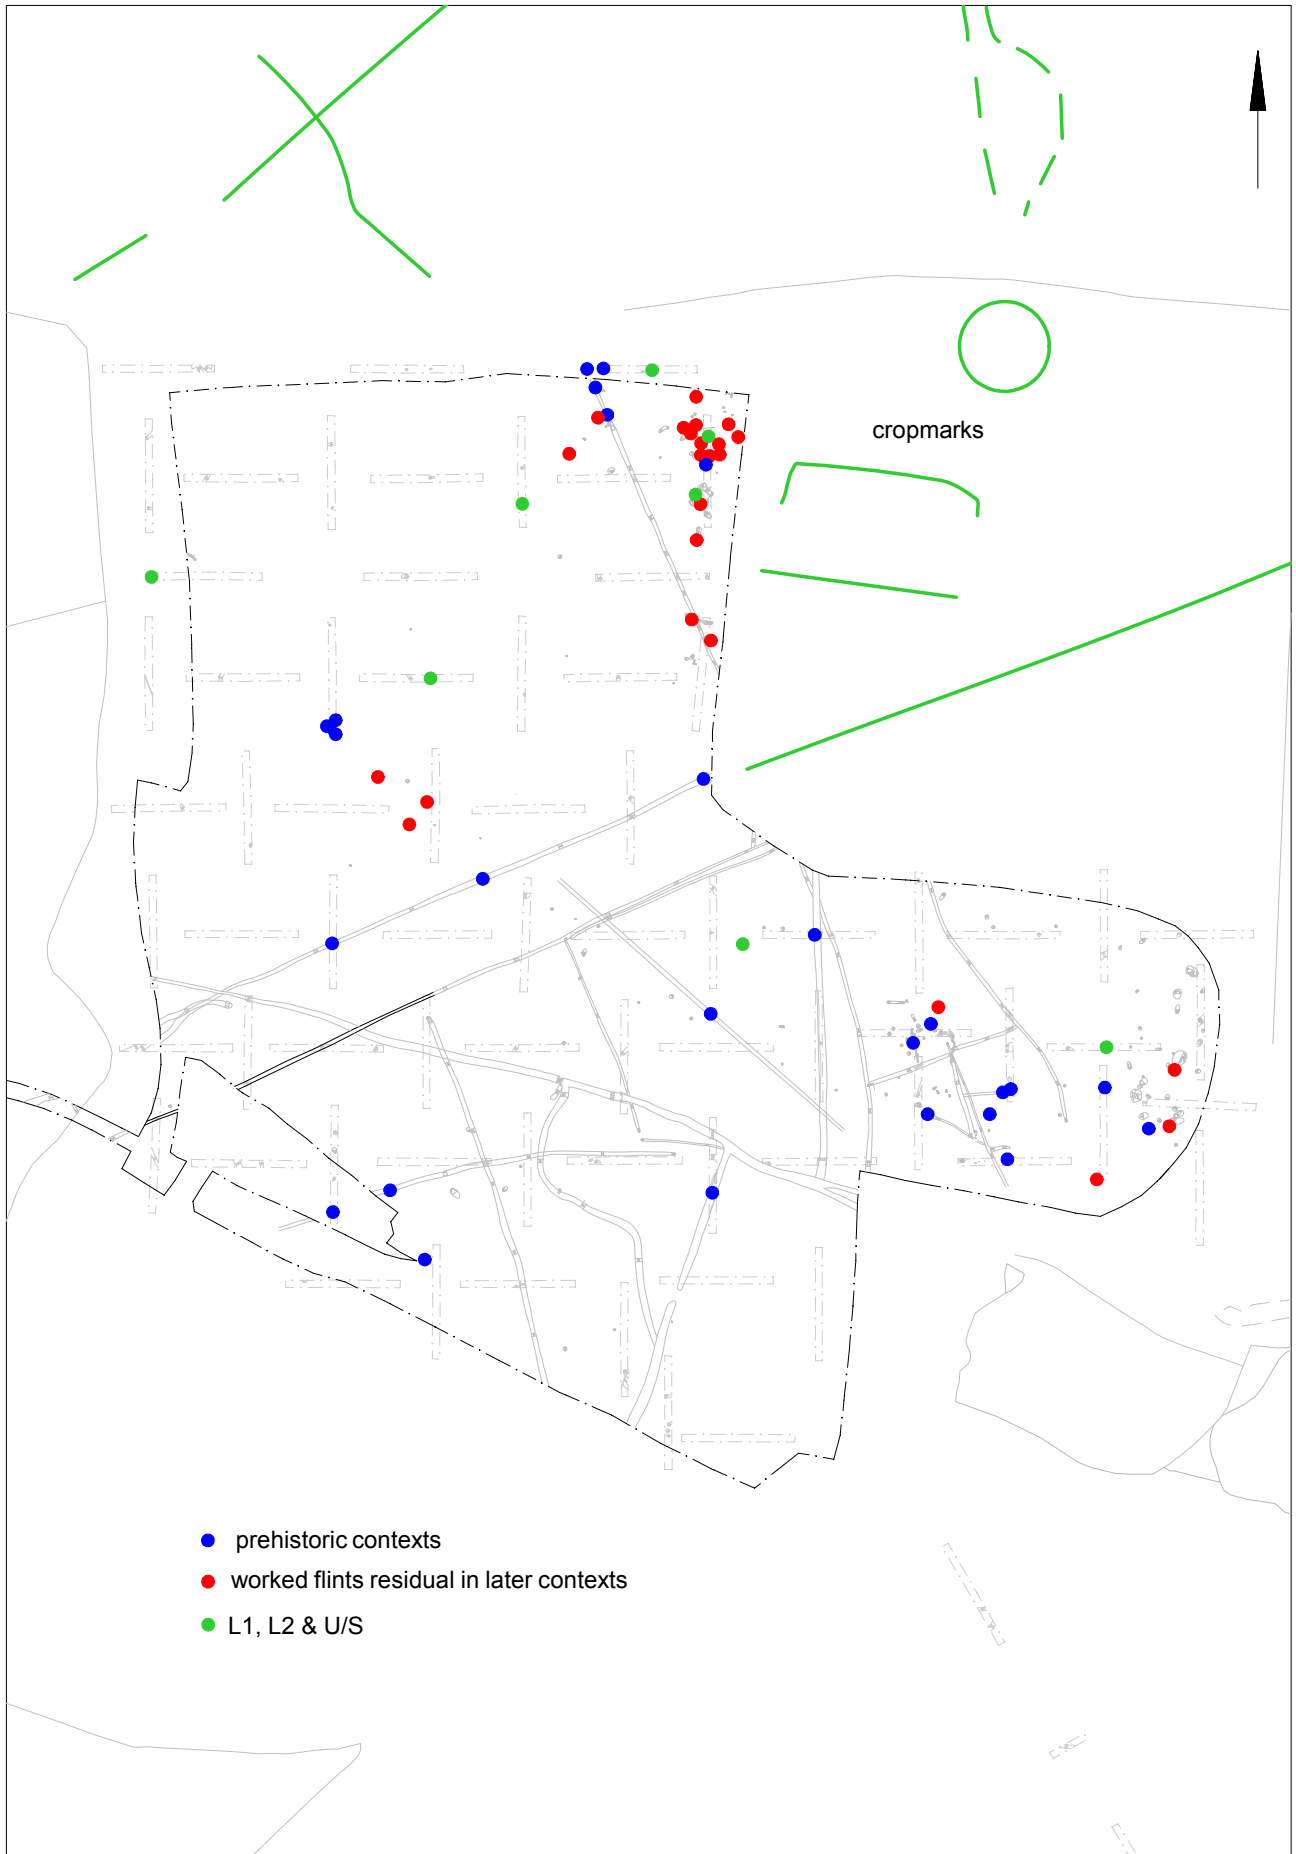 cropmarks
prehistoric contexts
worked flints residual in later contexts
L1, L2 & U/S